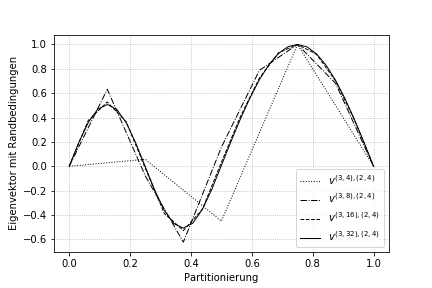 1.0
0.8
0.6
0.4
0.2
0.0
−0.2
−0.4
−0.6
Eigenvektor mit Randbedingungen
0.0 0.2 0.4 0.6 0.8 1.0
Partitionierung
v^(3, 4), (2, 4)
v^(3, 8), (2, 4)
v^(3, 16), (2, 4)
v^(3, 32), (2, 4)